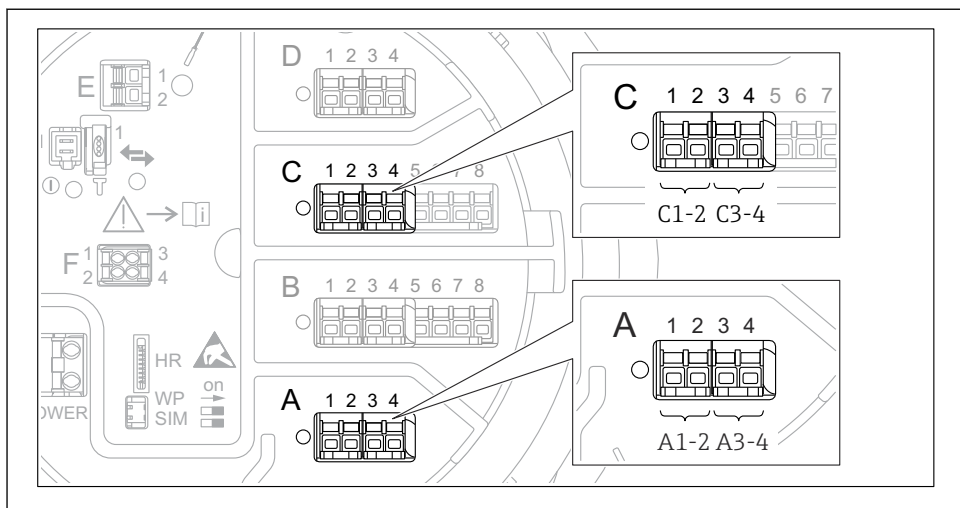 D 1 2 3 4
E 1 2
1
C 1 2 3 4 5 6 7 8
F 1 2 3 4
B 1 2 3 4 5 6 7 8
HR
WP
SIM
on
OWER
A 1 2 3 4
C 1 2 3 4 5 6 7
C1-2 C3-4
A 1 2 3 4
A1-2 A3-4